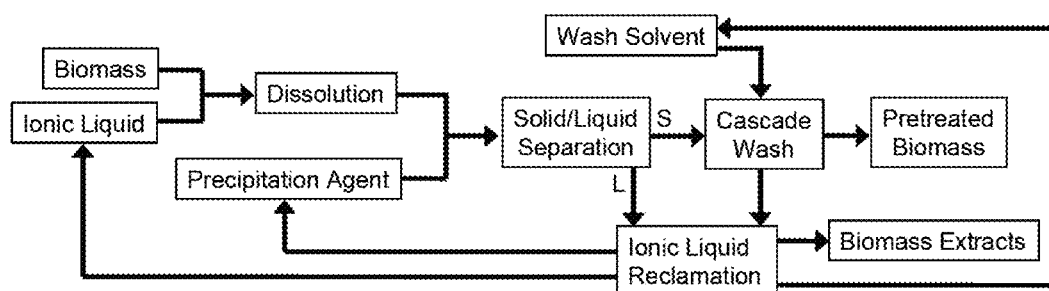 Wash Solvent
Biomass
Dissolution
Ionic Liquid
Solid/Liquid
Separation
S
Cascade
Wash
Pretreated
Biomass
Precipitation Agent
L
Ionic Liquid
Reclamation
Biomass Extracts